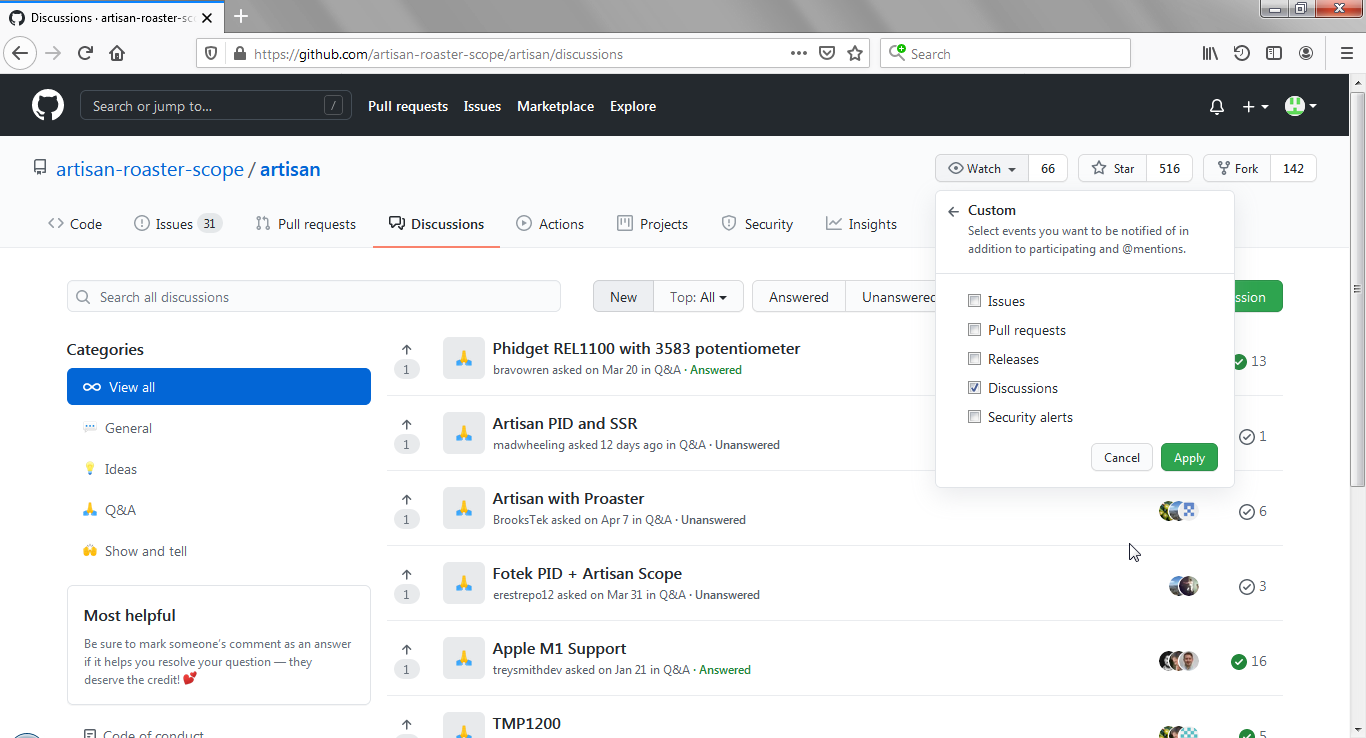 Discussions · artisan-roaster-sc
https://github.com/artisan-roaster-scope/artisan/discussions
Search
Search or jump to...
/
Pull requests
Issues
Marketplace
Explore
artisan-roaster-scope / artisan
Watch 66
Star 516
Fork 142
Code
Issues 31
Pull requests
Discussions
Actions
Projects
Security
Insights
Custom
Select events you want to be notified of in
addition to participating and @mentions.
Issues
Pull requests
Releases
Discussions
Security alerts
Cancel
Apply
Search all discussions
New
Top: All
Answered
Unanswered
ssion
Categories
View all
General
Ideas
Q&A
Show and tell
Most helpful
Be sure to mark someone's comment as an answer
if it helps you resolve your question — they
deserve the credit! 💕
Code of conduct
1
Phidget REL1100 with 3583 potentiometer
bravowren asked on Mar 20 in Q&A · Answered
13
1
Artisan PID and SSR
madwheeling asked 12 days ago in Q&A · Unanswered
1
1
Artisan with Proaster
BrooksTek asked on Apr 7 in Q&A · Unanswered
6
1
Fotek PID + Artisan Scope
erestrepo12 asked on Mar 31 in Q&A · Unanswered
3
1
Apple M1 Support
treysmithdev asked on Jan 21 in Q&A · Answered
16
TMP1200
5